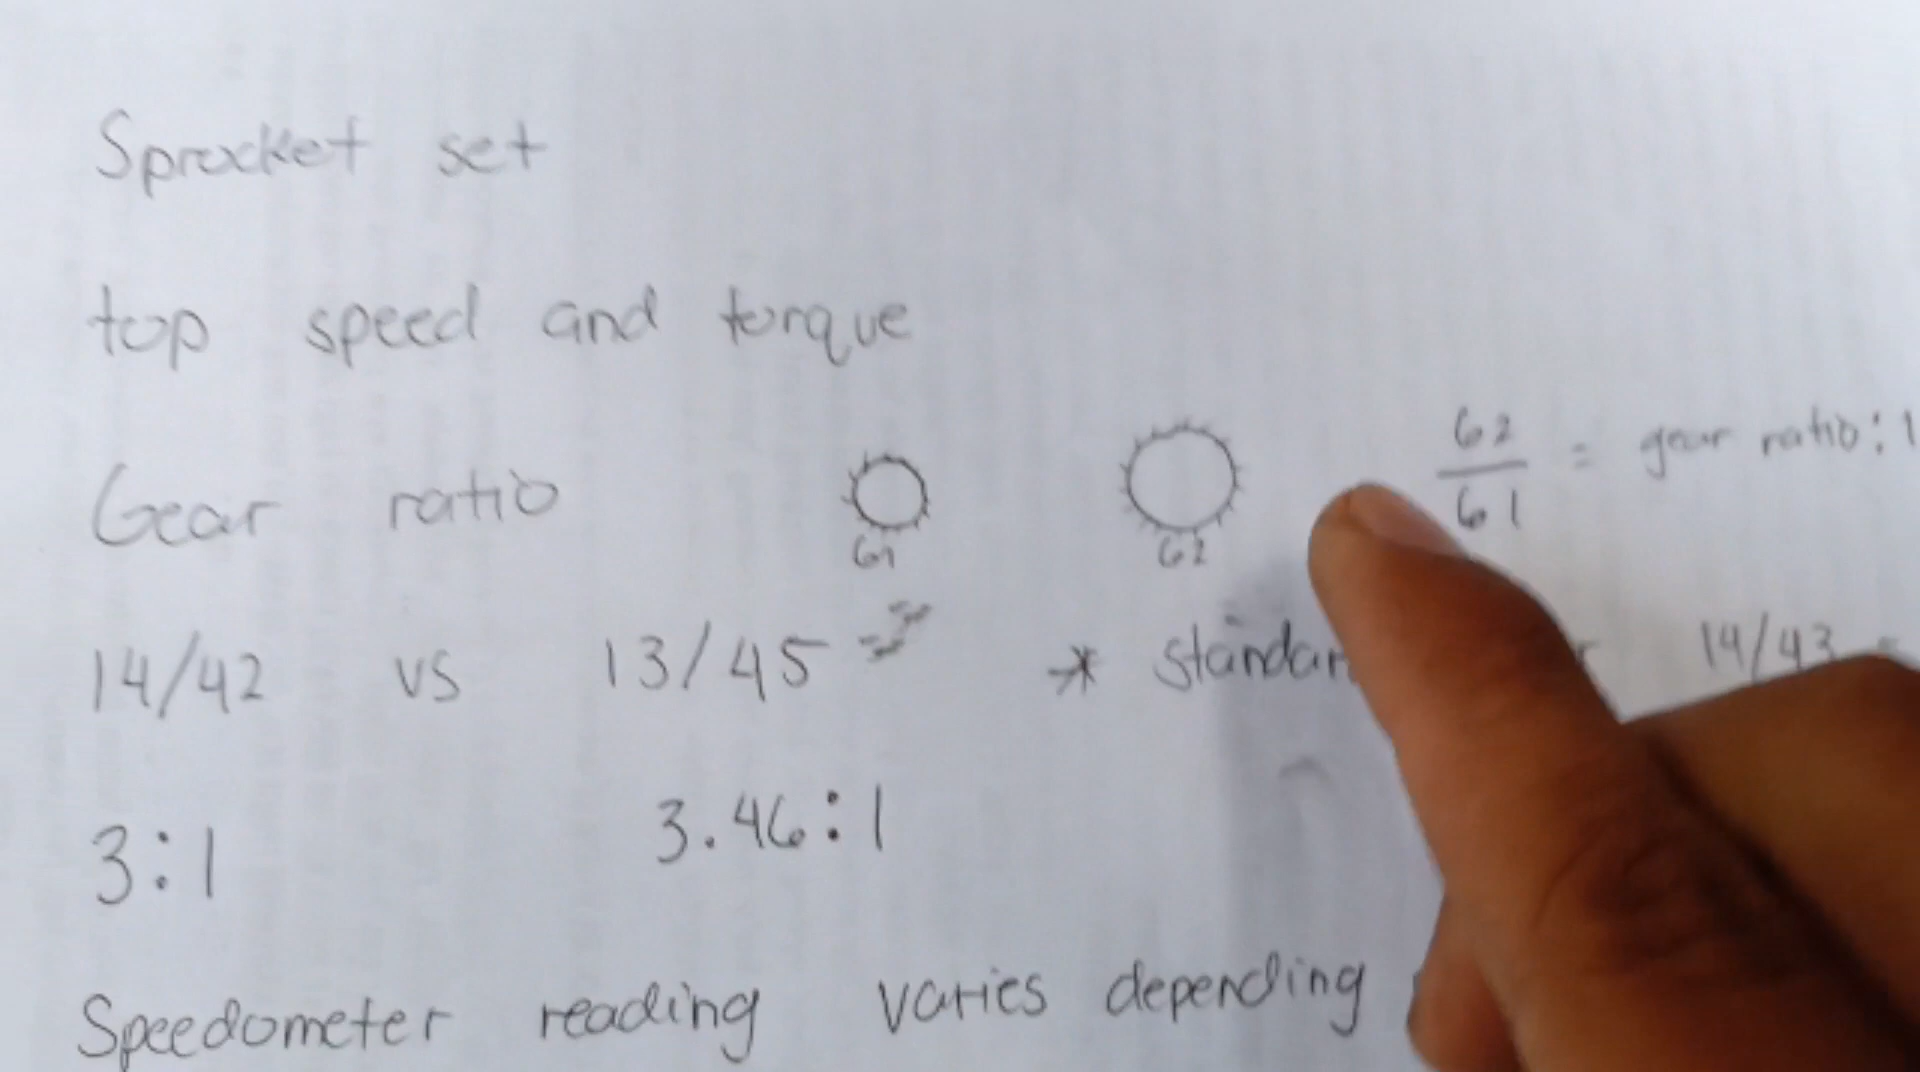 Sprocket set
top speed and torque
Gear ratio G1 G2 G2/G1 = gear ratio:1
14/42 vs 13/45 * 14/43 =
3:1 3.46:1
Speedometer reading varies depending